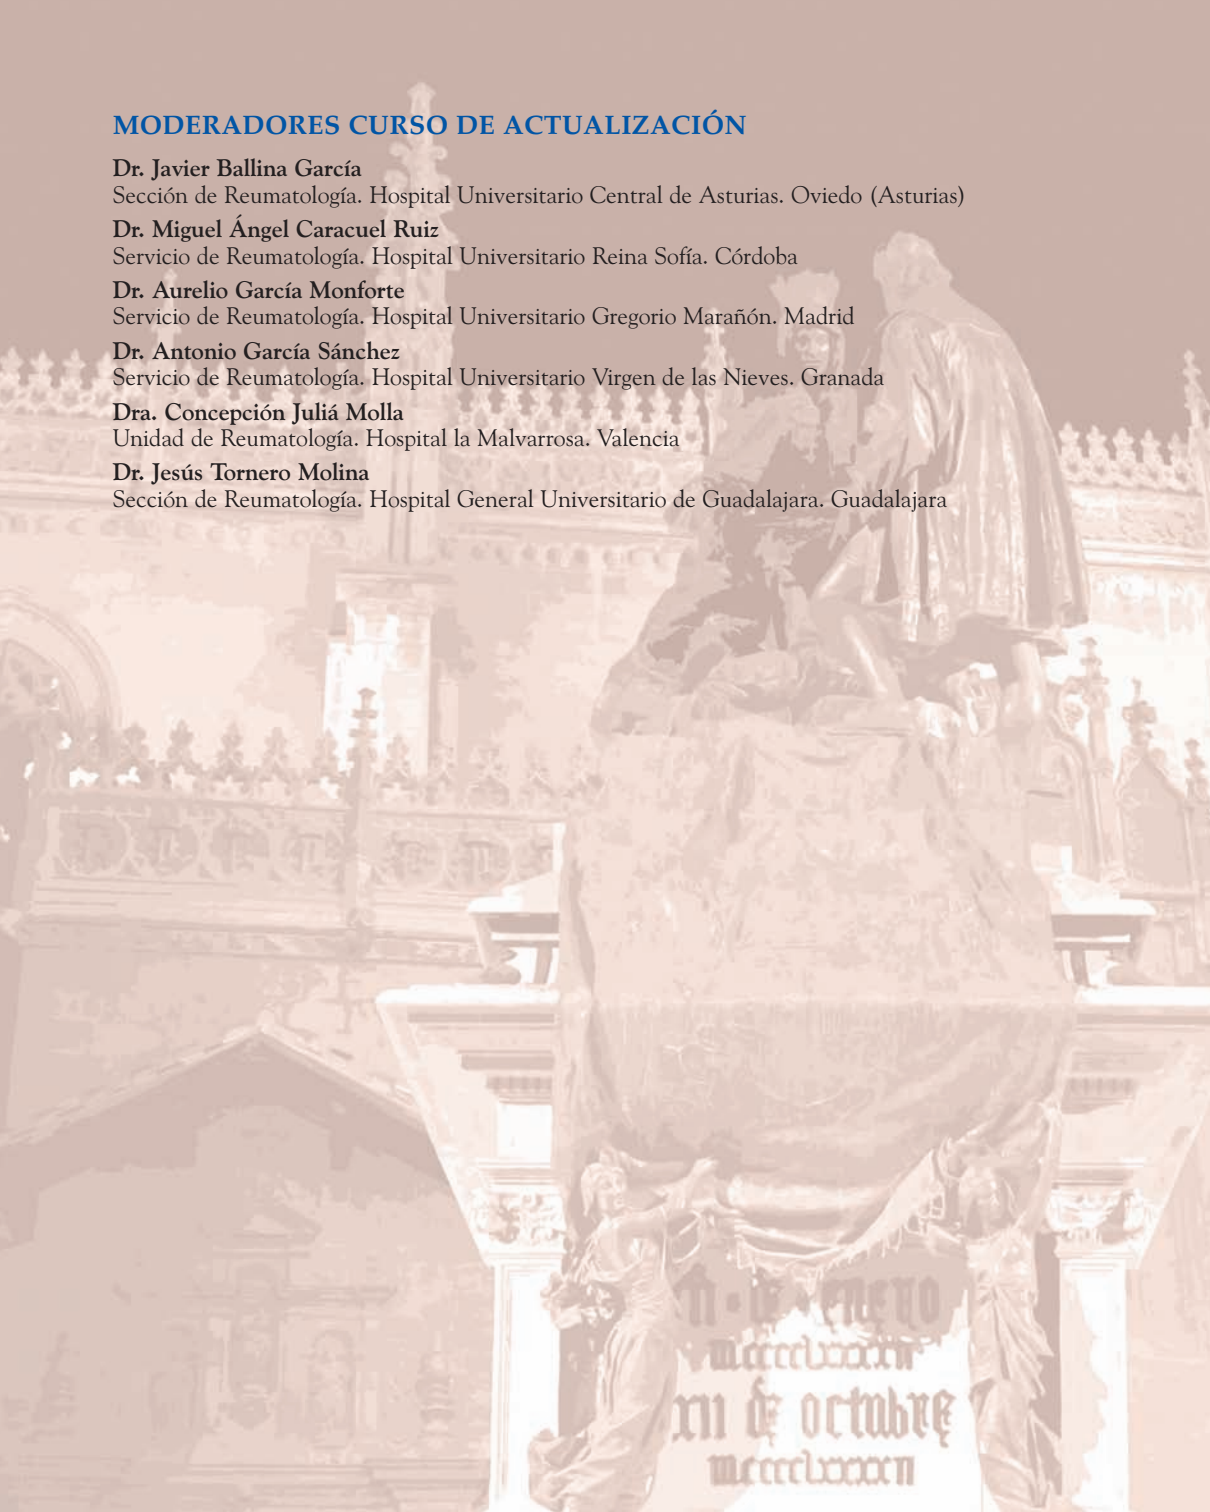 MODERADORES CURSO DE ACTUALIZACIÓN
Dr. Javier Ballina García
Sección de Reumatología. Hospital Universitario Central de Asturias. Oviedo (Asturias)
Dr. Miguel Ángel Caracuel Ruiz
Servicio de Reumatología. Hospital Universitario Reina Sofía. Córdoba
Dr. Aurelio García Monforte
Servicio de Reumatología. Hospital Universitario Gregorio Marañón. Madrid
Dr. Antonio García Sánchez
Servicio de Reumatología. Hospital Universitario Virgen de las Nieves. Granada
Dra. Concepción Juliá Molla
Unidad de Reumatología. Hospital la Malvarrosa. Valencia
Dr. Jesús Tornero Molina
Sección de Reumatología. Hospital General Universitario de Guadalajara. Guadalajara
enero
xii de octubre